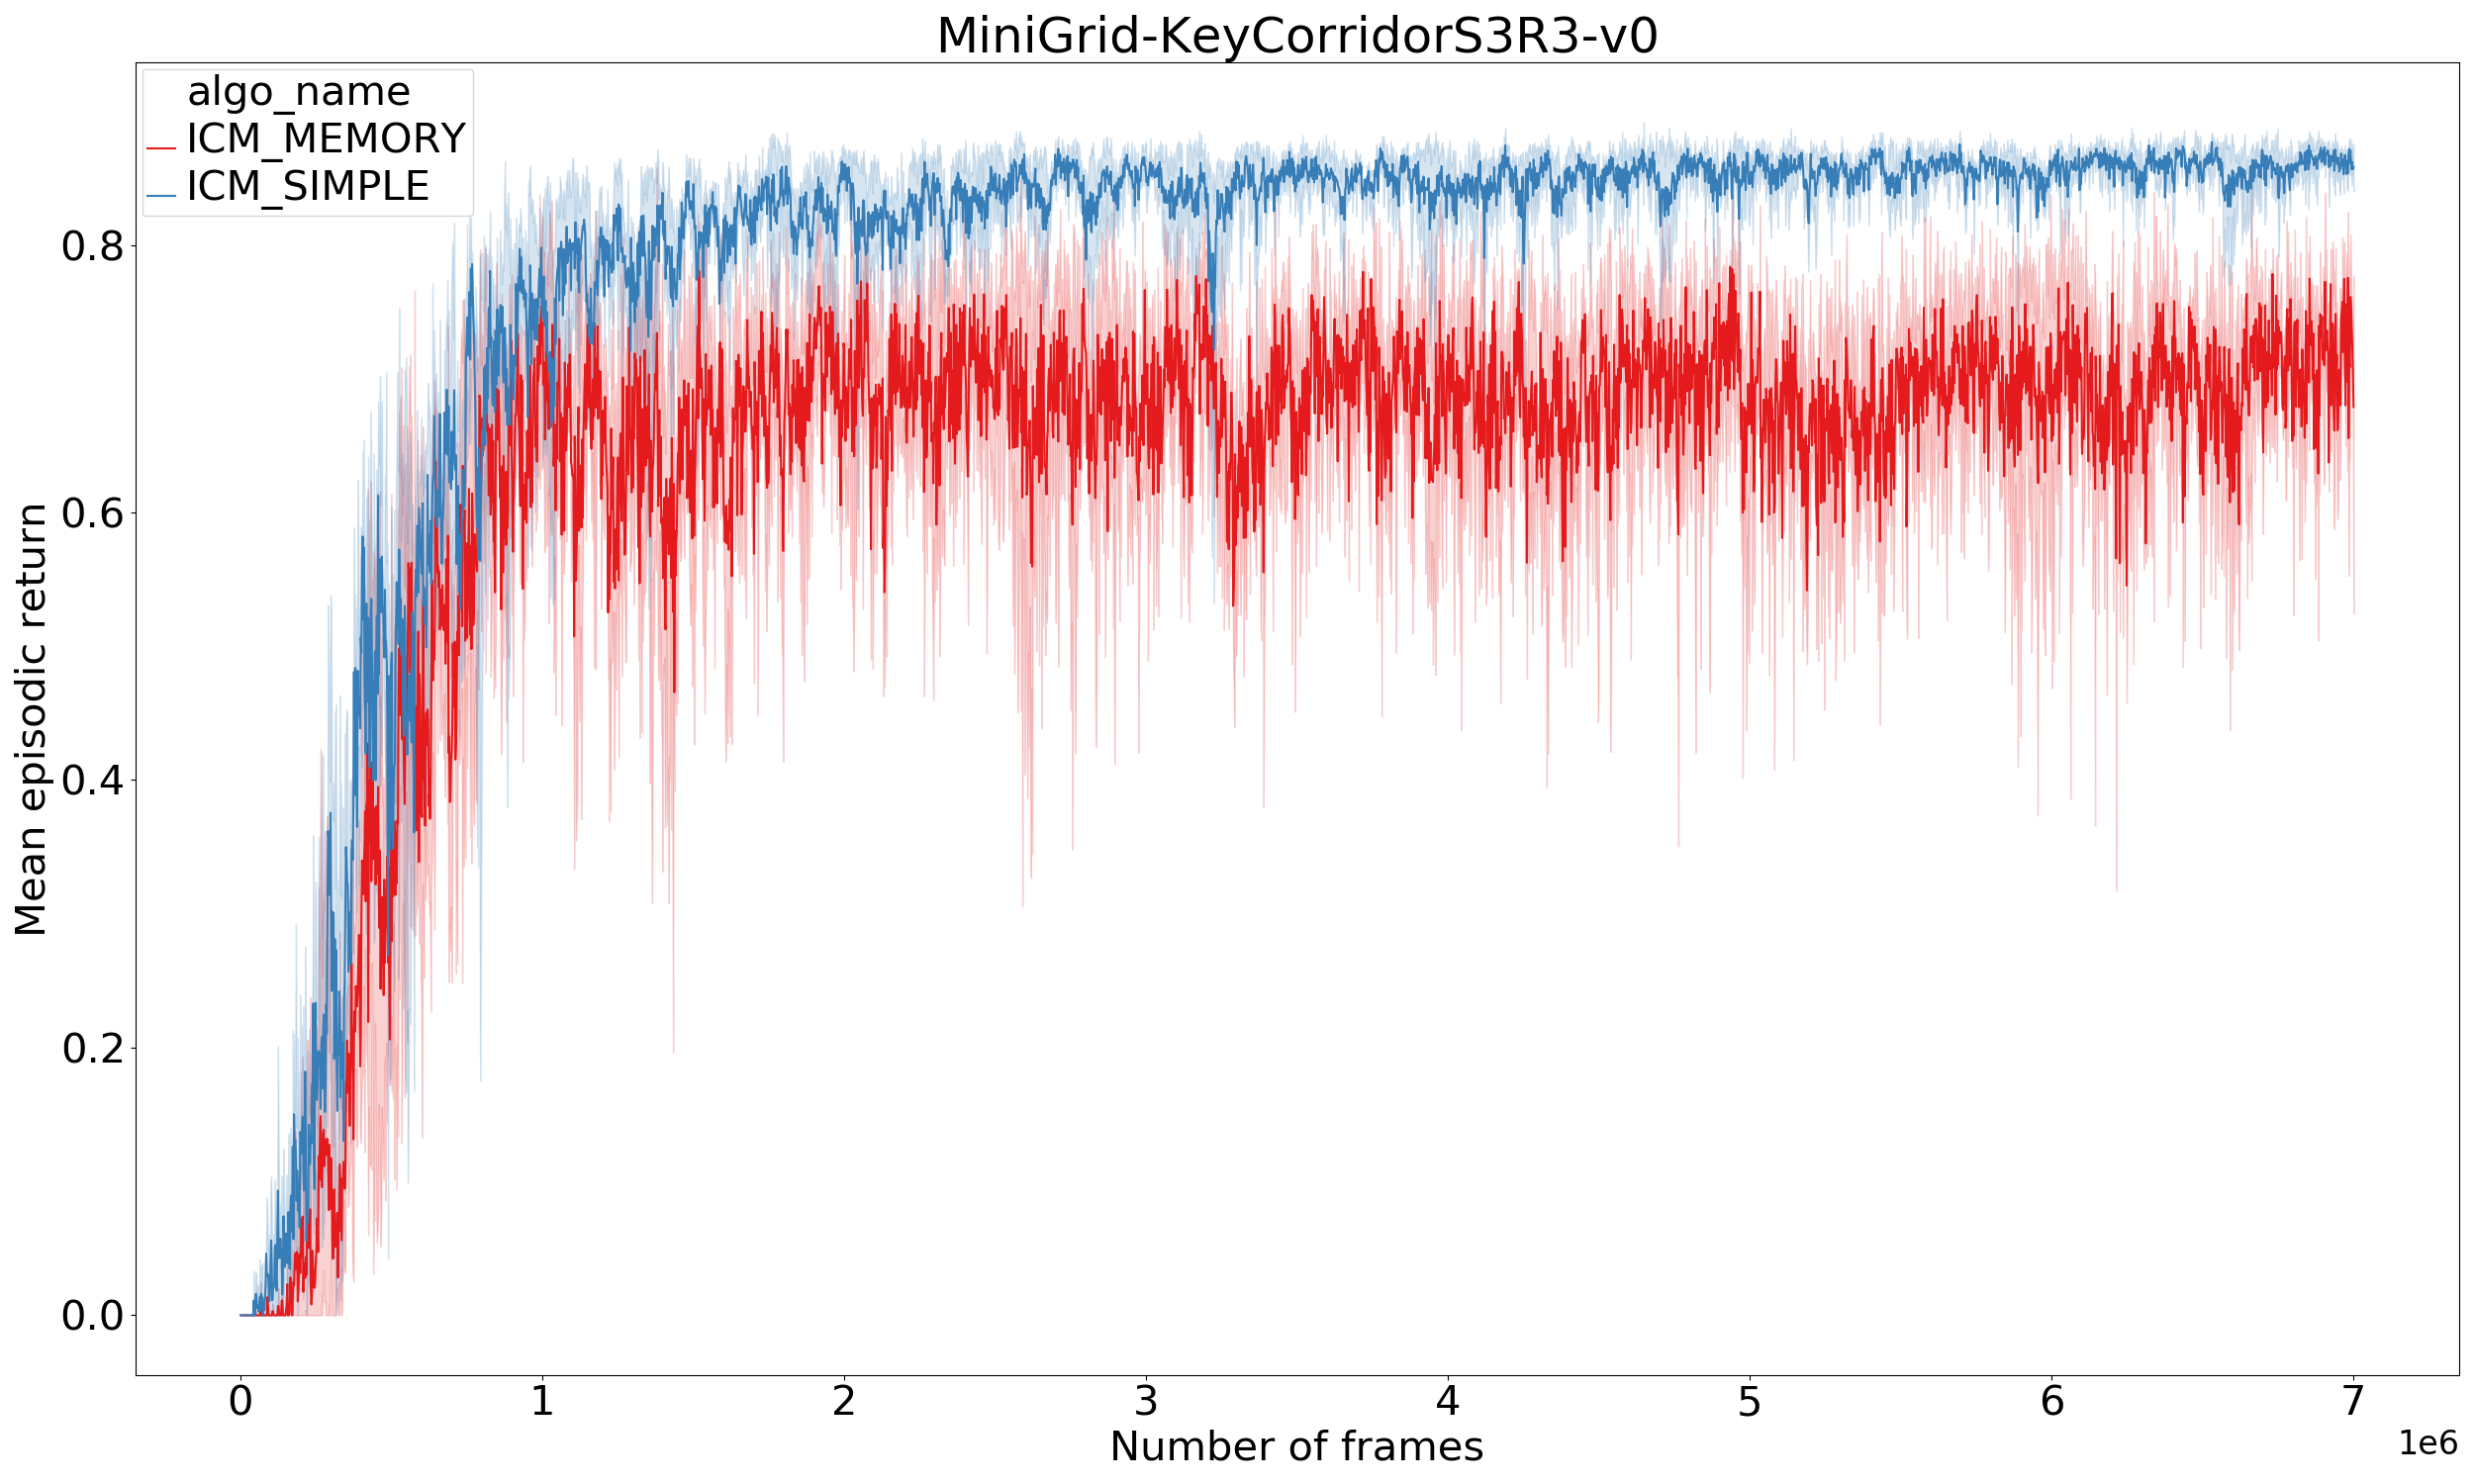 MiniGrid-KeyCorridorS3R3-v0
algo_name
ICM_MEMORY
ICM_SIMPLE
Mean episodic return
0.8
0.6
0.4
0.2
0.0
0 1 2 3 4 5 6 7
1e6
Number of frames